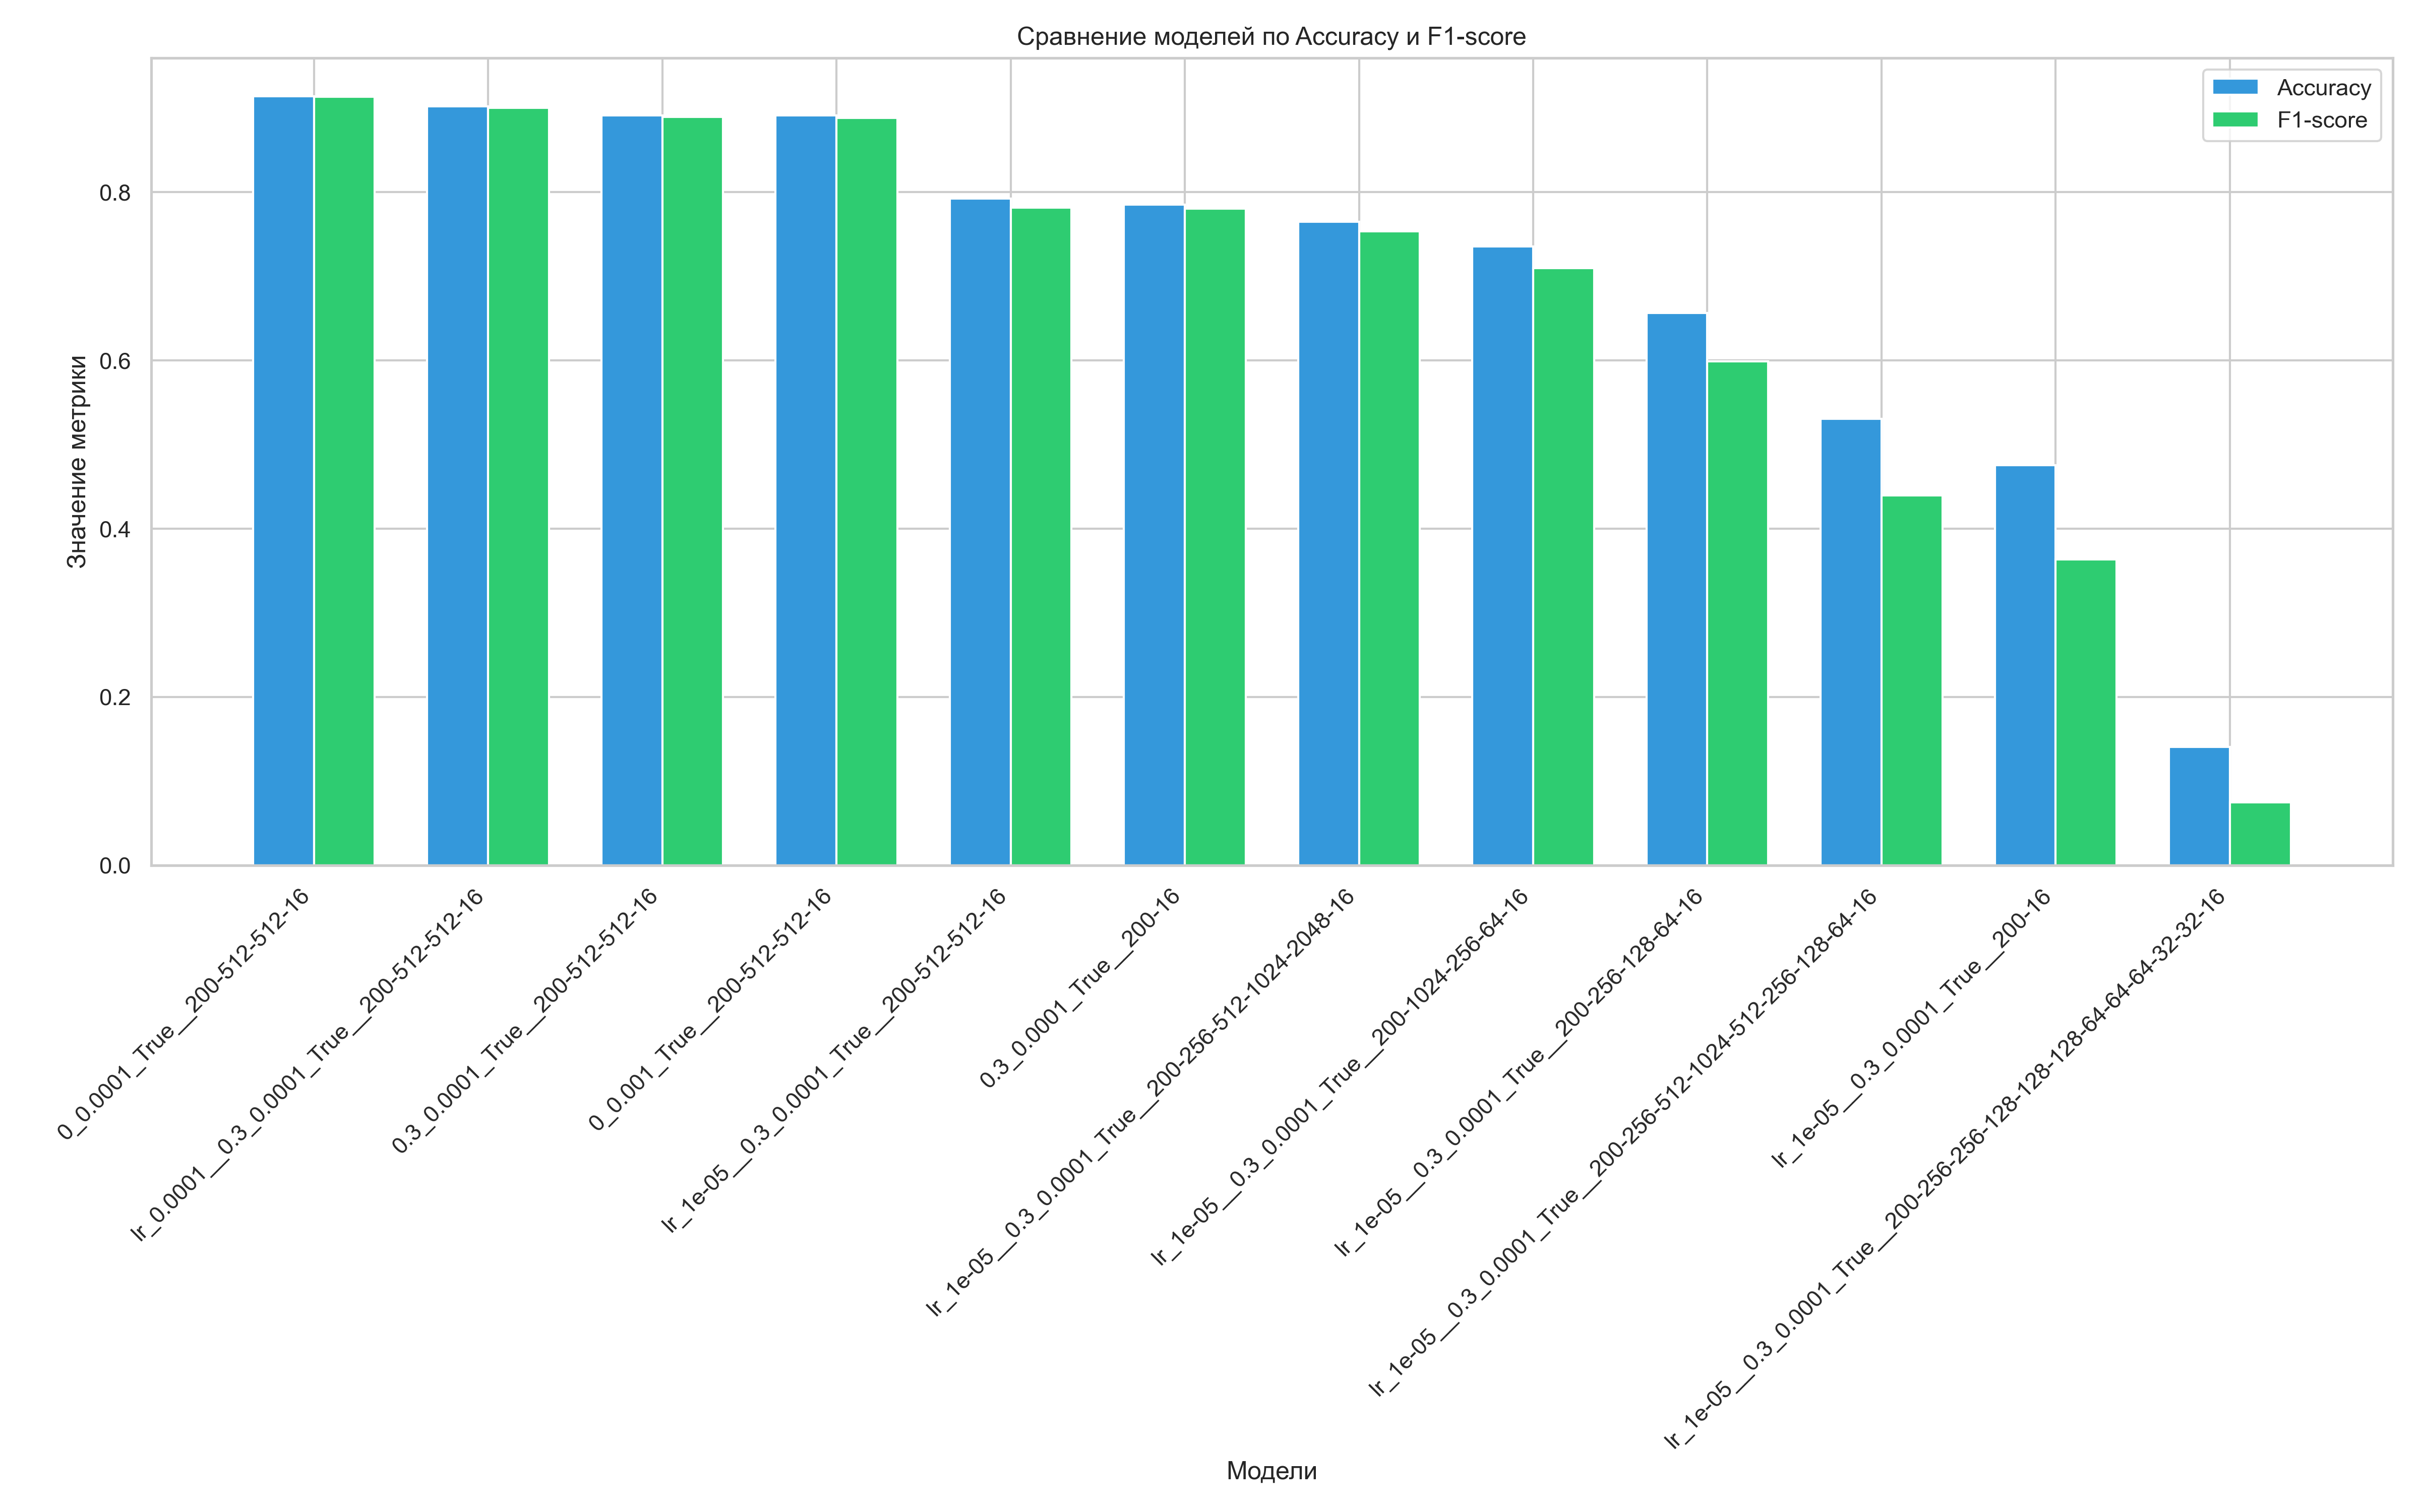 Сравнение моделей по Accuracy и F1-score
Accuracy
F1-score
Значение метрики
0.8
0.6
0.4
0.2
0.0
0_0.0001_True__200-512-512-16
lr_0.0001__0.3_0.0001_True__200-512-512-16
0.3_0.0001_True__200-512-512-16
0_0.001_True__200-512-512-16
lr_1e-05__0.3_0.0001_True__200-512-512-16
0.3_0.0001_True__200-16
lr_1e-05__0.3_0.0001_True__200-256-512-1024-2048-16
lr_1e-05__0.3_0.0001_True__200-1024-256-64-16
lr_1e-05__0.3_0.0001_True__200-256-128-64-16
lr_1e-05__0.3_0.0001_True__200-256-512-1024-512-256-128-64-16
lr_1e-05__0.3_0.0001_True__200-16
lr_1e-05__0.3_0.0001_True__200-256-256-128-128-128-64-64-32-32-16
Модели